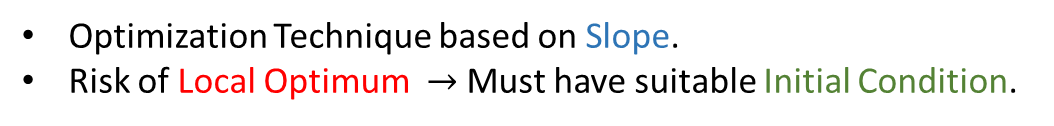 • Optimization Technique based on Slope.
• Risk of Local Optimum → Must have suitable Initial Condition.